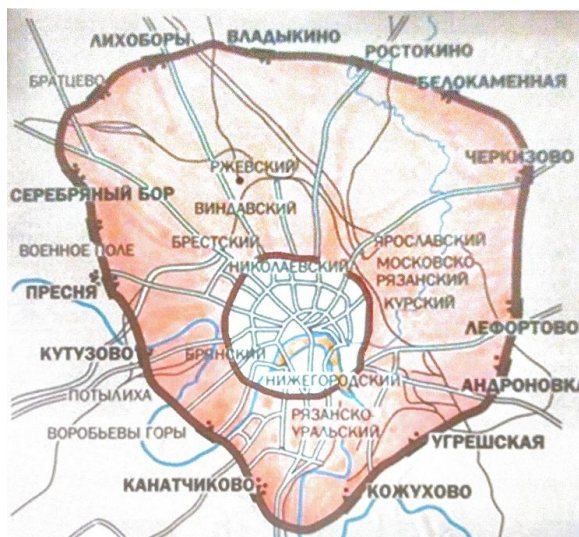 ВЛАДЫКИНО
ЛИХОБОРЫ
РОСТОКИНО
БРАТЦЕВО
БЕЛОКАМЕННАЯ
ЧЕРКИЗОВО
РЖЕВСКИЙ
СЕРЕБРЯНЫЙ БОР
ВИНДАВСКИЙ
ВОЕННОЕ ПОЛЕ
БРЕСТСКИЙ
ЯРОСЛАВСКИЙ
НИКОЛАЕВСКИЙ
МОСКОВСКО-
РЯЗАНСКИЙ
ПРЕСНЯ
КУРСКИЙ
ЛЕФОРТОВО
КУТУЗОВО
БРЯНСКИЙ
НИЖЕГОРОДСКИЙ
АНДРОНОВКА
ПОТЫЛИХА
РЯЗАНСКО-
УРАЛЬСКИЙ
ВОРОБЬЕВЫ ГОРЫ
УГРЕШСКАЯ
КАНАТЧИКОВО
КОЖУХОВО